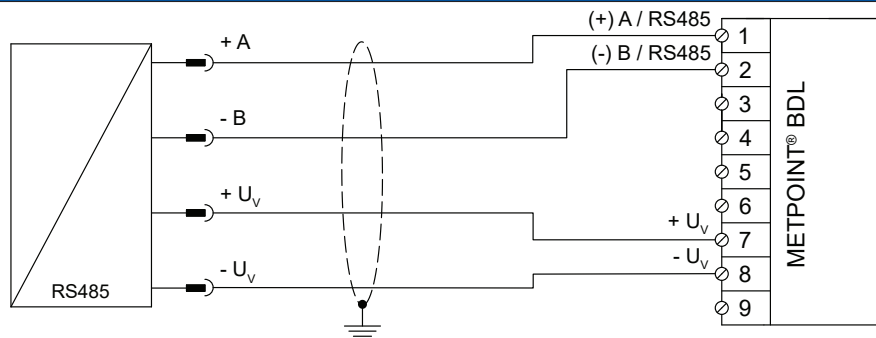 (+) A / RS485
+ A
1
(-) B / RS485
2
3
- B
4
5
+ U_V
6
+ U_V
7
- U_V
- U_V
8
RS485
9
METPOINT® BDL